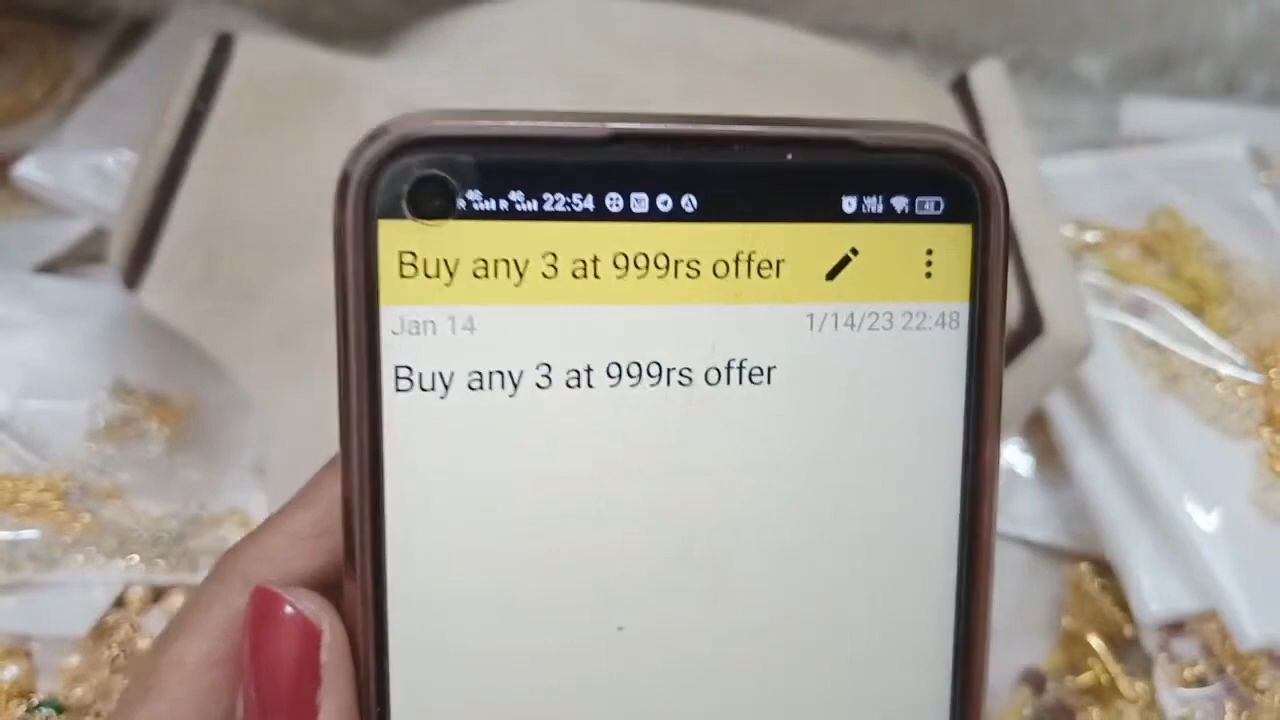 22:54
Buy any 3 at 999rs offer
Jan 14
1/14/23 22:48
Buy any 3 at 999rs offer